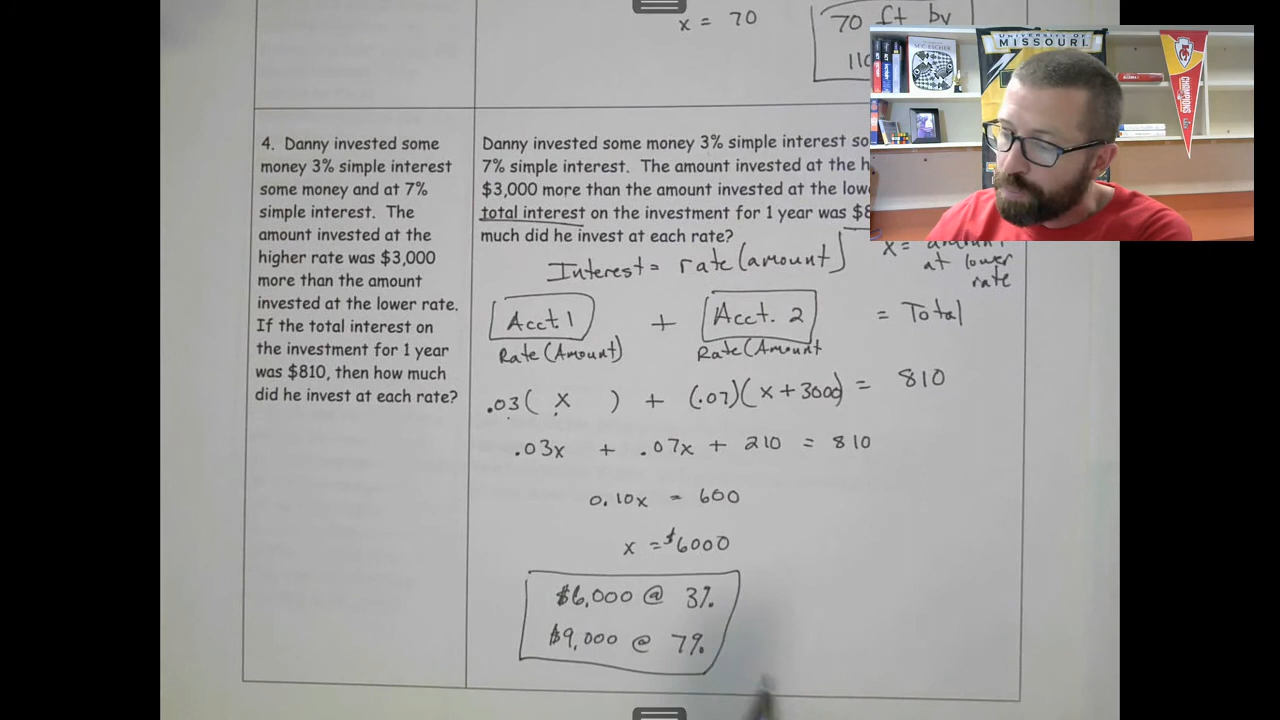 x = 70
70 ft by
110
UNIVERSITY OF
MISSOURI
M.C. ESCHER
CHAMPIONS
4. Danny invested some
money 3% simple interest
some money and at 7%
simple interest. The
amount invested at the
higher rate was $3,000
more than the amount
invested at the lower rate.
If the total interest on
the investment for 1 year
was $810, then how much
did he invest at each rate?
Danny invested some money 3% simple interest so
7% simple interest. The amount invested at the h
$3,000 more than the amount invested at the lowe
total interest on the investment for 1 year was $8
much did he invest at each rate?
Interest = rate(amount)
x = amount
at lower
rate
Acct. 1 + Acct. 2 = Total
Rate(Amount) Rate(Amount
.03( x ) + (.07)(x+3000) = 810
.03x + .07x + 210 = 810
0.10x = 600
x = $6000
$6,000 @ 3%
$9,000 @ 7%